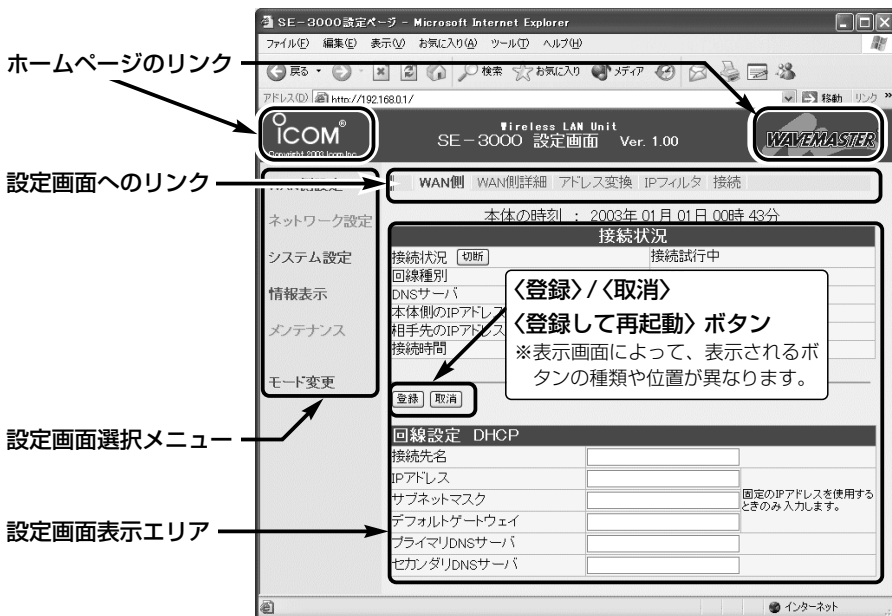 SE-3000設定ページ - Microsoft Internet Explorer
ファイル(F) 編集(E) 表示(V) お気に入り(A) ツール(T) ヘルプ(H)
戻る 検索 お気に入り メディア
アドレス(D) http://192.168.0.1/ 移動 リンク »
ホームページのリンク
ICOM®
Copyright 2003 Icom Inc.
Wireless LAN Unit
SE-3000 設定画面 Ver. 1.00
WAVEMASTER
設定画面へのリンク
WAN側設定
WAN側 WAN側詳細 アドレス変換 IPフィルタ 接続
ネットワーク設定
システム設定
情報表示
メンテナンス
モード変更
設定画面選択メニュー
設定画面表示エリア
本体の時刻 : 2003年 01月 01日 00時 43分
接続状況
接続状況 切断 接続試行中
回線種別
DNSサーバ
本体側のIPアドレス
相手先のIPアドレス
接続時間
〈登録〉/〈取消〉
〈登録して再起動〉ボタン
※表示画面によって、表示されるボ
タンの種類や位置が異なります。
登録 取消
回線設定 DHCP
接続先名
IPアドレス
サブネットマスク
固定のIPアドレスを使用する
ときのみ入力します。
デフォルトゲートウェイ
プライマリDNSサーバ
セカンダリDNSサーバ
インターネット